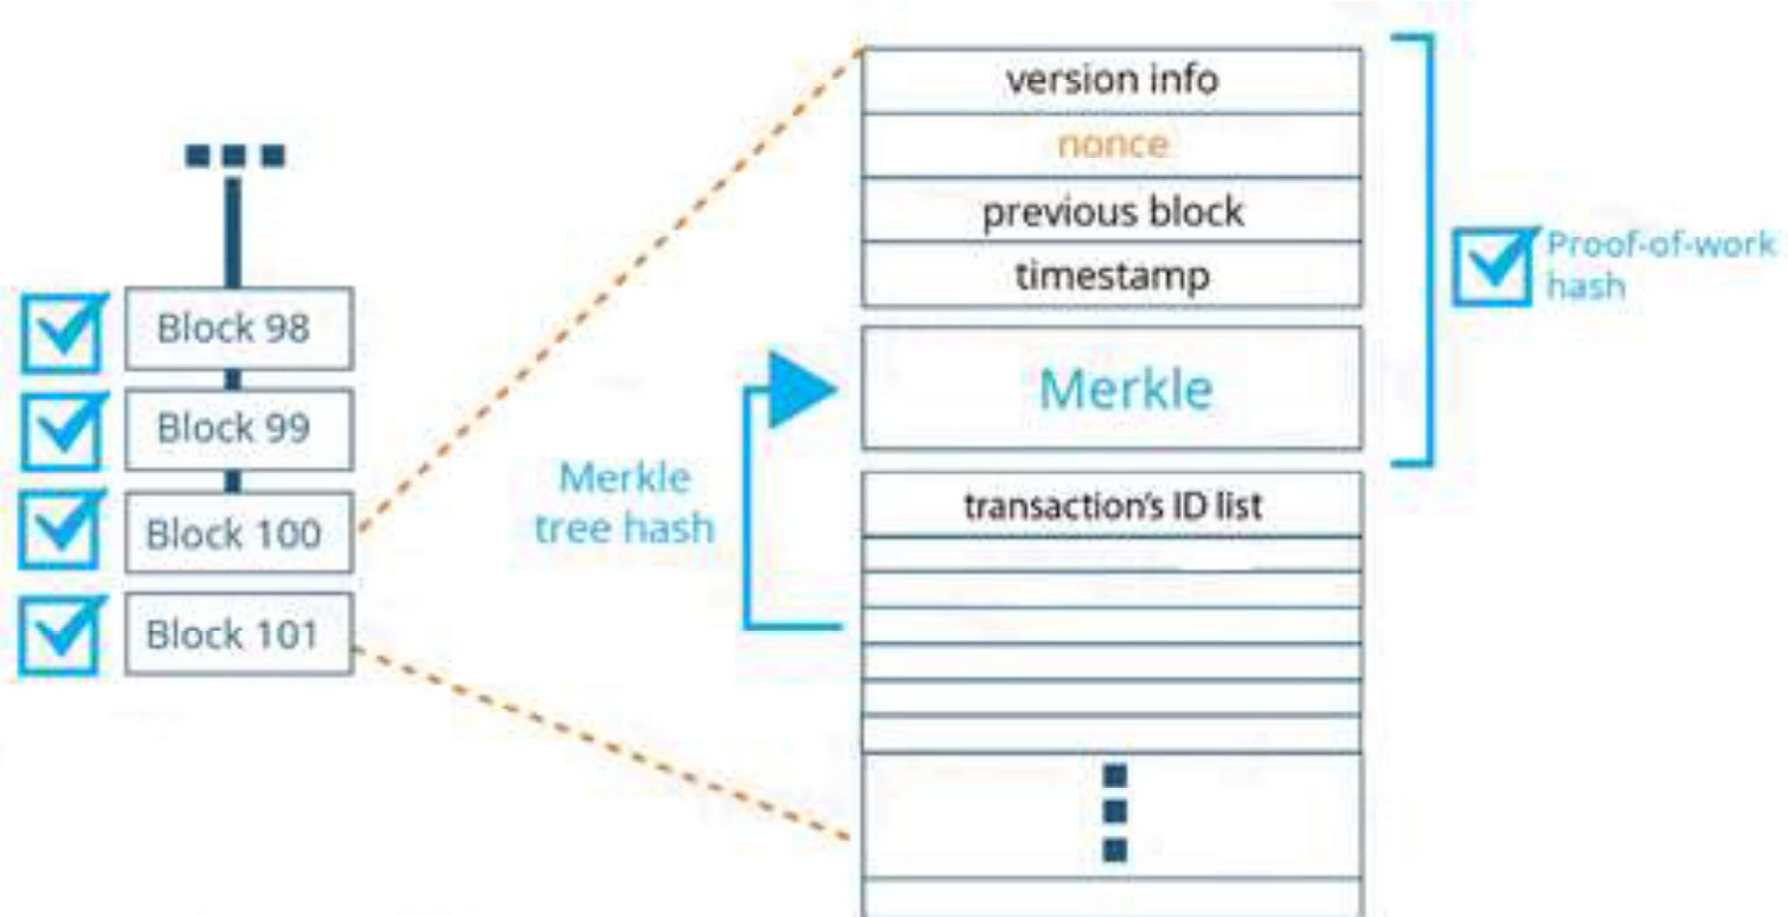 Block 98
Block 99
Block 100
Block 101
Merkle
tree hash
version info
nonce
previous block
timestamp
Merkle
transaction's ID list
Proof-of-work
hash